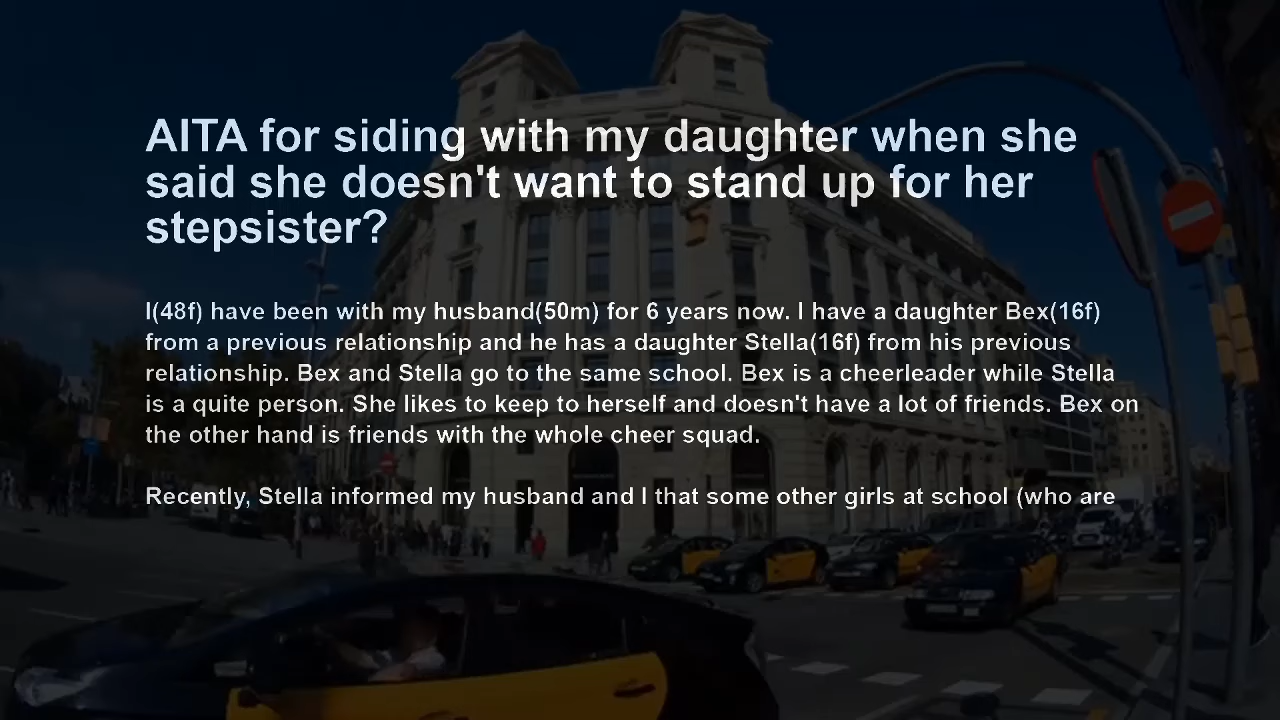 AITA for siding with my daughter when she
said she doesn't want to stand up for her
stepsister?
I(48f) have been with my husband(50m) for 6 years now. I have a daughter Bex(16f)
from a previous relationship and he has a daughter Stella(16f) from his previous
relationship. Bex and Stella go to the same school. Bex is a cheerleader while Stella
is a quite person. She likes to keep to herself and doesn't have a lot of friends. Bex on
the other hand is friends with the whole cheer squad.
Recently, Stella informed my husband and I that some other girls at school (who are